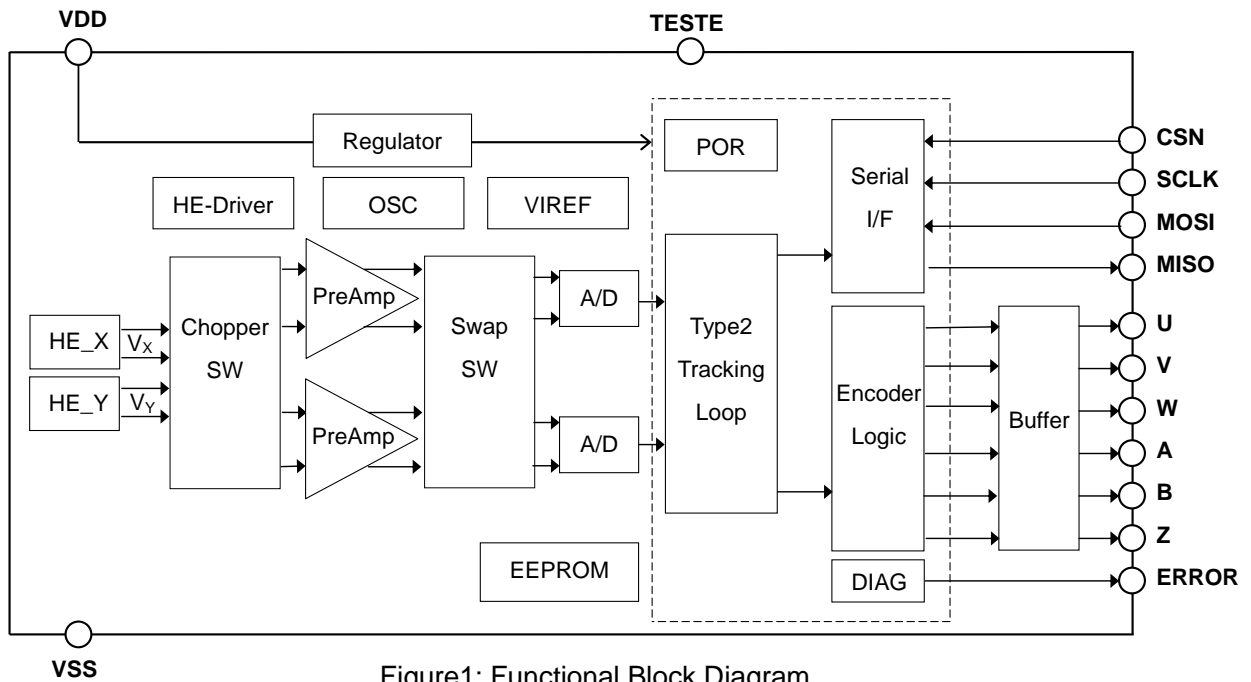 VDD
TESTE
Regulator
POR
Serial
I/F
CSN
SCLK
MOSI
MISO
HE-Driver
OSC
VIREF
HE_X
VX
HE_Y
VY
Chopper
SW
PreAmp
PreAmp
Swap
SW
A/D
A/D
Type2
Tracking
Loop
Encoder
Logic
Buffer
U
V
W
A
B
Z
EEPROM
DIAG
ERROR
VSS
Figure1: Functional Block Diagram